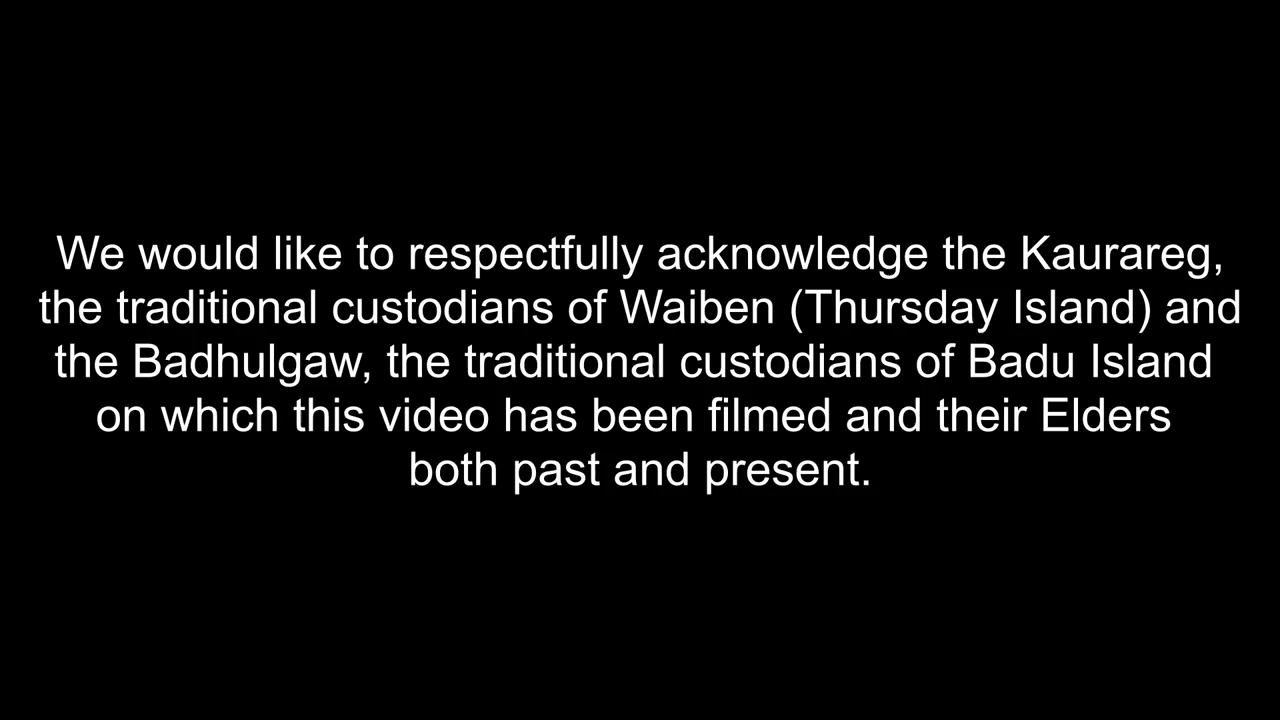 We would like to respectfully acknowledge the Kaurareg,
the traditional custodians of Waiben (Thursday Island) and
the Badhulgaw, the traditional custodians of Badu Island
on which this video has been filmed and their Elders
both past and present.